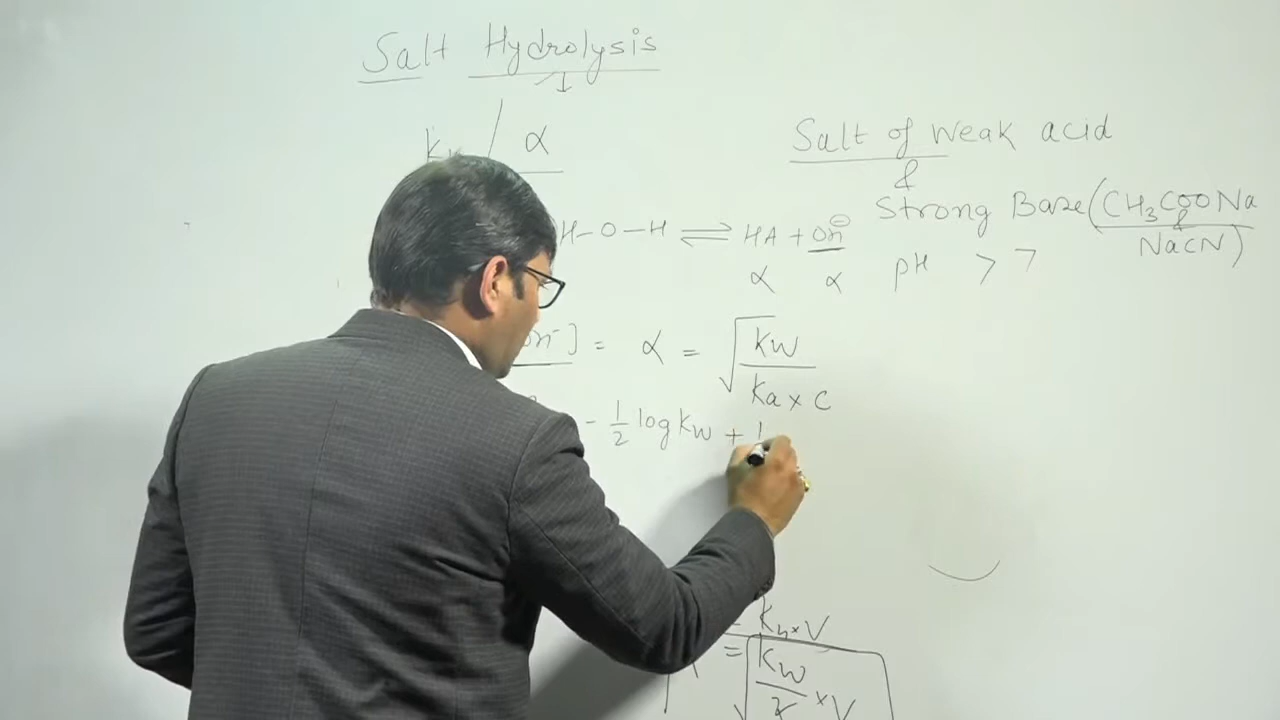 Salt Hydrolysis
/ α
Salt of weak acid
&
Strong Base (CH3COONa
&
NaCN)
H-O-H ⇌ HA + OH⊖
α α
pH > 7
OH-] = α = √Kw
Ka × C
- 1/2 log Kw +
= Kh × V
= √Kw
× V